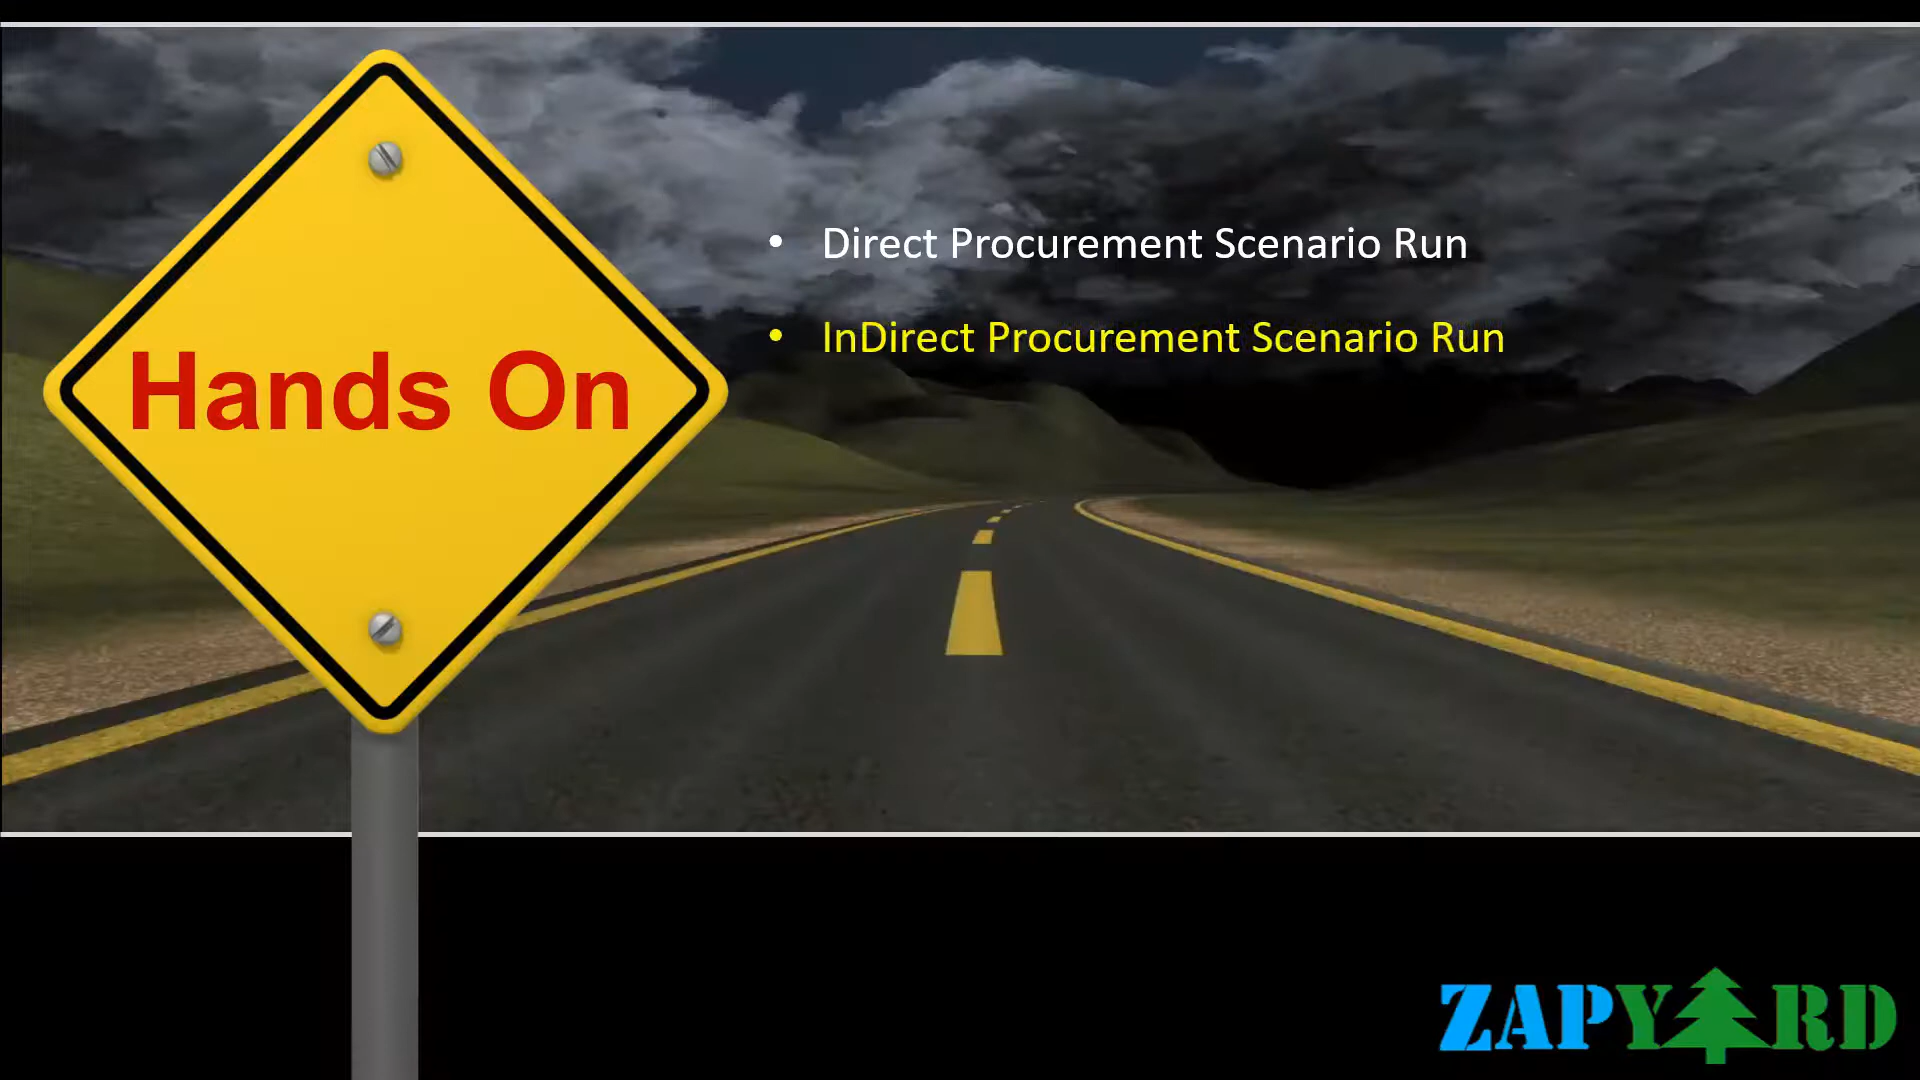 Hands On
• Direct Procurement Scenario Run
• InDirect Procurement Scenario Run
ZAPYARD